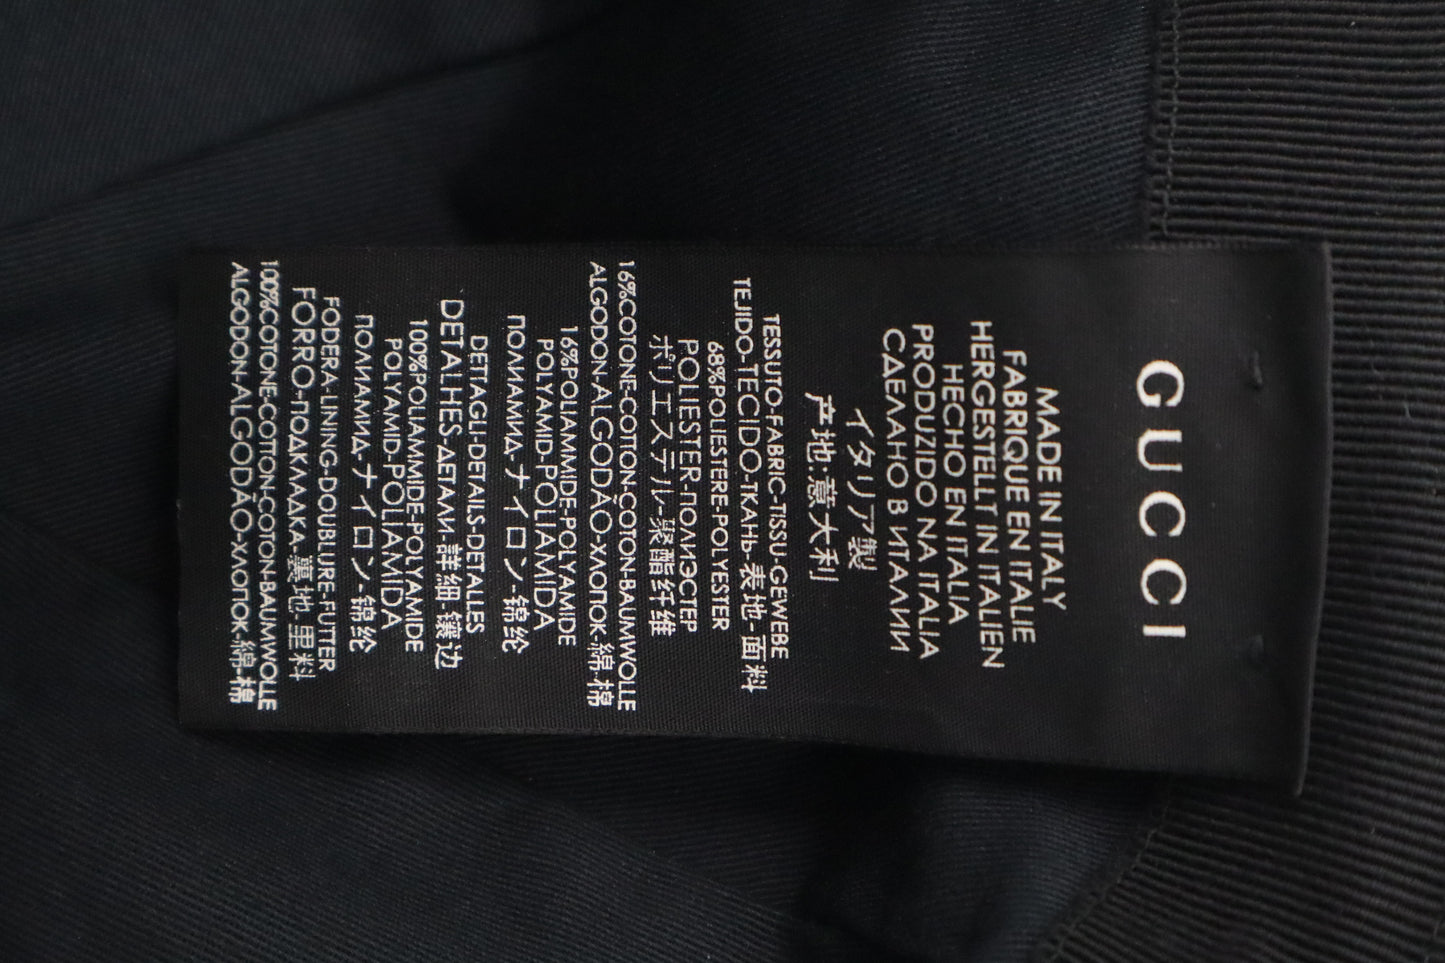 GUCCI
MADE IN ITALY
FABRIQUE EN ITALIE
HERGESTELLT IN ITALIEN
HECHO EN ITALIA
PRODUZIDO NA ITALIA
СДЕЛАНО В ИТАЛИИ
イタリア製
产地:意大利
TESSUTO-FABRIC-TISSU-GEWEBE
TEJIDO-TECIDO-ТКАНЬ-表地-面料
68%POLIESTERE-POLYESTER
POLIESTER-ПОЛИЭСТЕР
ポリエステル-聚酯纤维
16%COTONE-COTTON-COTON-BAUMWOLLE
ALGODON-ALGODÃO-ХЛОПОК-綿-棉
16%POLIAMMIDE-POLYAMIDE
POLYAMID-POLIAMIDA
ПОЛИАМИД-ナイロン-锦纶
DETTAGLI-DETAILS-DETALLES
DETALHES-ДЕТАЛИ-詳細-镶边
100%POLIAMMIDE-POLYAMIDE
POLYAMID-POLIAMIDA
ПОЛИАМИД-ナイロン-锦纶
FODERA-LINING-DOUBLURE-FUTTER
FORRO-ПОДКЛАДКА-裏地-里料
100%COTONE-COTTON-COTON-BAUMWOLLE
ALGODON-ALGODÃO-ХЛОПОК-綿-棉